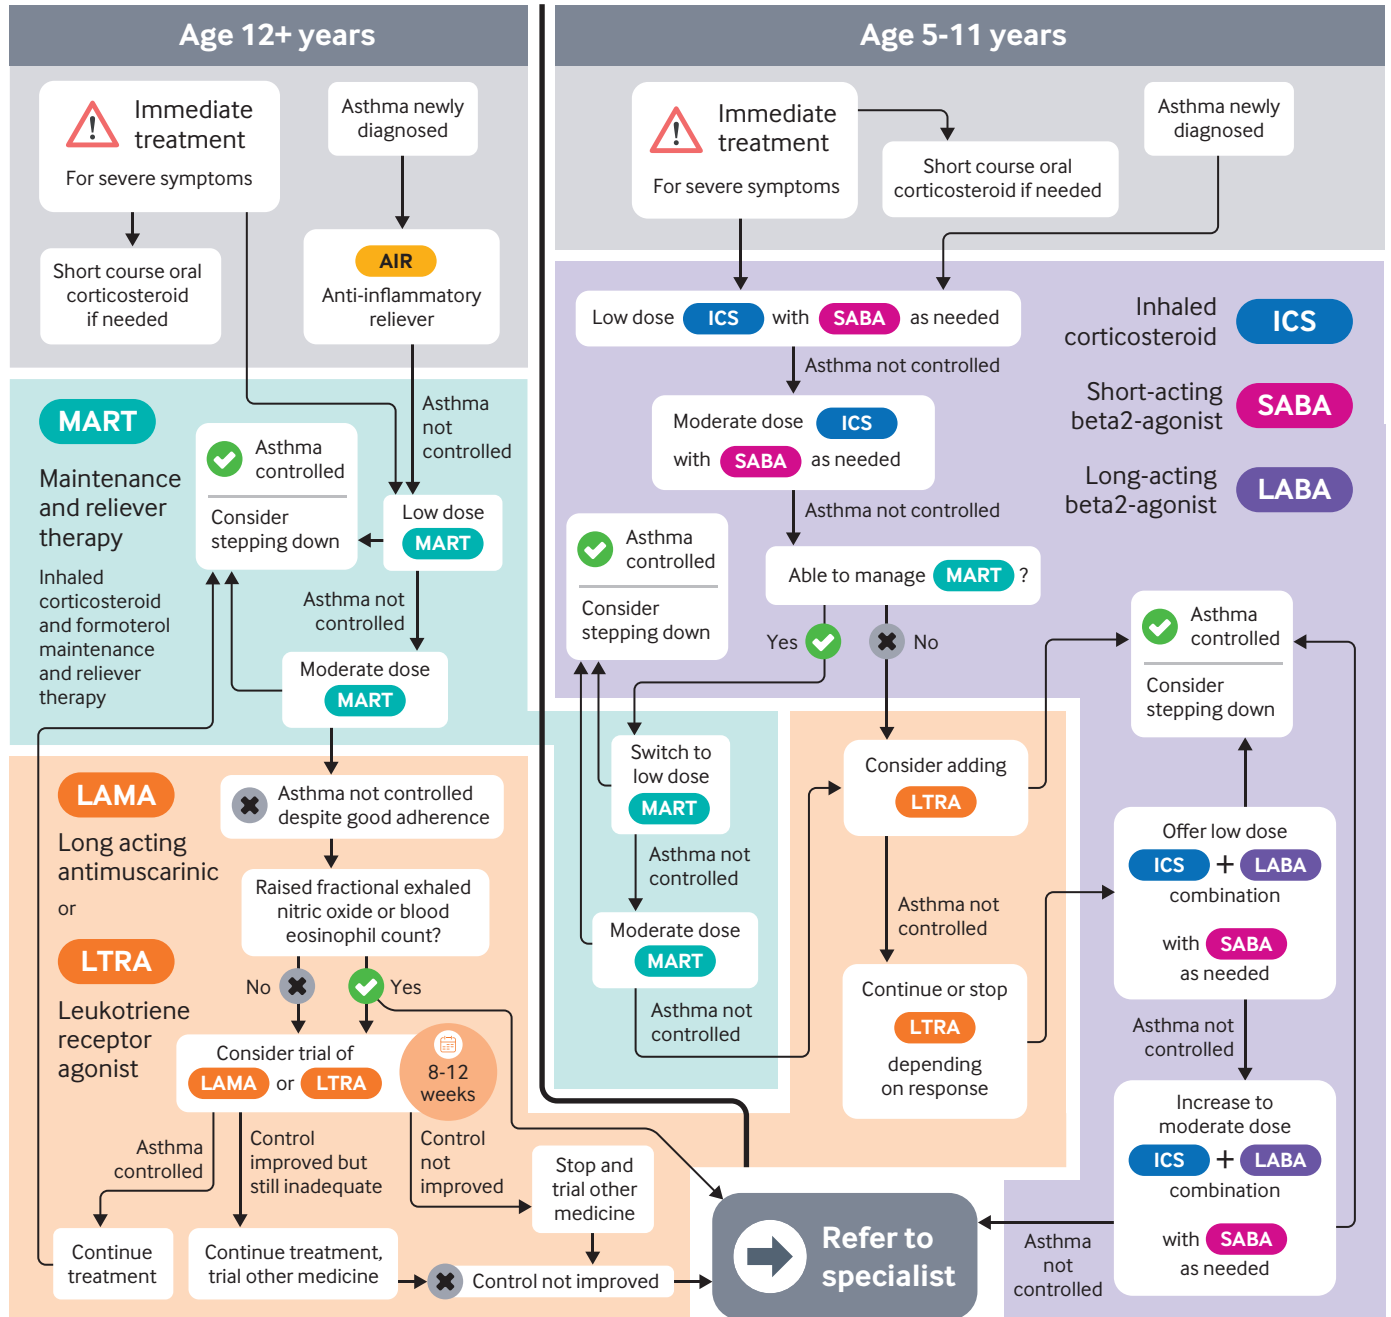 Age 12+ years
Immediate
treatment
For severe symptoms
Asthma newly
diagnosed
Short course oral
corticosteroid
if needed
AIR
Anti-inflammatory
reliever
MART
Maintenance
and reliever
therapy
Inhaled
corticosteroid
and formoterol
maintenance
and reliever
therapy
Asthma
not
controlled
Asthma
controlled
Consider
stepping down
Low dose
MART
Asthma not
controlled
Moderate dose
MART
LAMA
Long acting
antimuscarinic
or
LTRA
Leukotriene
receptor
agonist
Asthma not controlled
despite good adherence
Raised fractional exhaled
nitric oxide or blood
eosinophil count?
No
Yes
Consider trial of
LAMA or LTRA
8-12
weeks
Asthma
controlled
Control
improved but
still inadequate
Control
not
improved
Stop and
trial other
medicine
Continue
treatment
Continue treatment,
trial other medicine
Control not improved
Age 5-11 years
Immediate
treatment
For severe symptoms
Short course oral
corticosteroid if needed
Asthma newly
diagnosed
Low dose ICS with SABA as needed
Inhaled
corticosteroid
ICS
Short-acting
beta2-agonist
SABA
Long-acting
beta2-agonist
LABA
Asthma not controlled
Moderate dose ICS
with SABA as needed
Asthma not controlled
Asthma
controlled
Consider
stepping down
Able to manage MART ?
Yes
No
Switch to
low dose
MART
Asthma not
controlled
Moderate dose
MART
Asthma not
controlled
Consider adding
LTRA
Asthma not
controlled
Continue or stop
LTRA
depending
on response
Asthma
controlled
Consider
stepping down
Offer low dose
ICS + LABA
combination
with SABA
as needed
Asthma not
controlled
Increase to
moderate dose
ICS + LABA
combination
with SABA
as needed
Asthma
not
controlled
Refer to
specialist